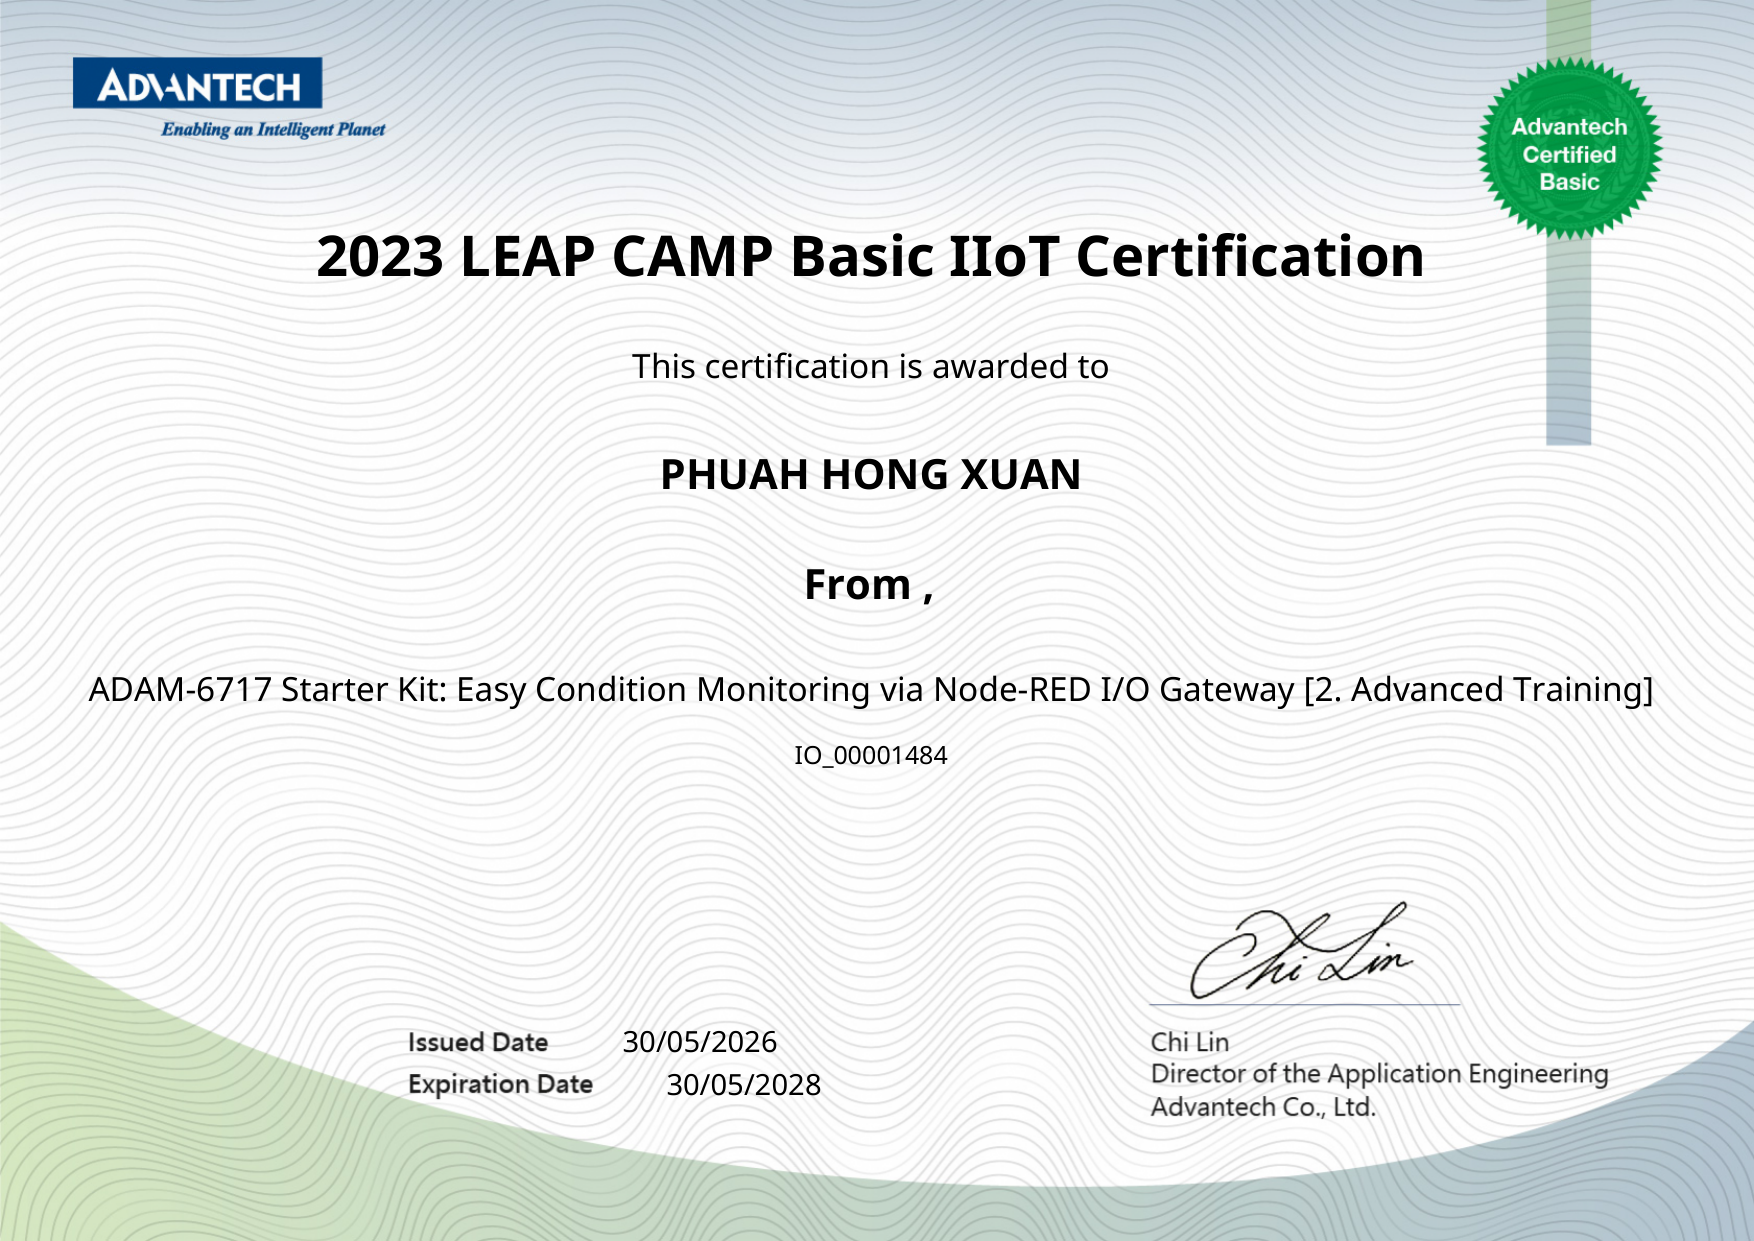 ADVANTECH
Enabling an Intelligent Planet
Advantech
Certified
Basic
2023 LEAP CAMP Basic IIoT Certification
This certification is awarded to
PHUAH HONG XUAN
From ,
ADAM-6717 Starter Kit: Easy Condition Monitoring via Node-RED I/O Gateway [2. Advanced Training]
IO_00001484
Chi Lin
Issued Date 30/05/2026
Expiration Date 30/05/2028
Chi Lin
Director of the Application Engineering
Advantech Co., Ltd.